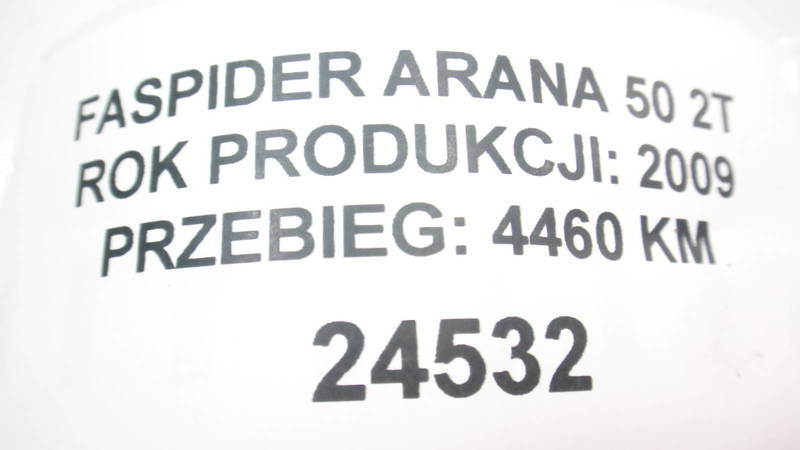 FASPIDER ARANA 50 2T
ROK PRODUKCJI: 2009
PRZEBIEG: 4460 KM
24532